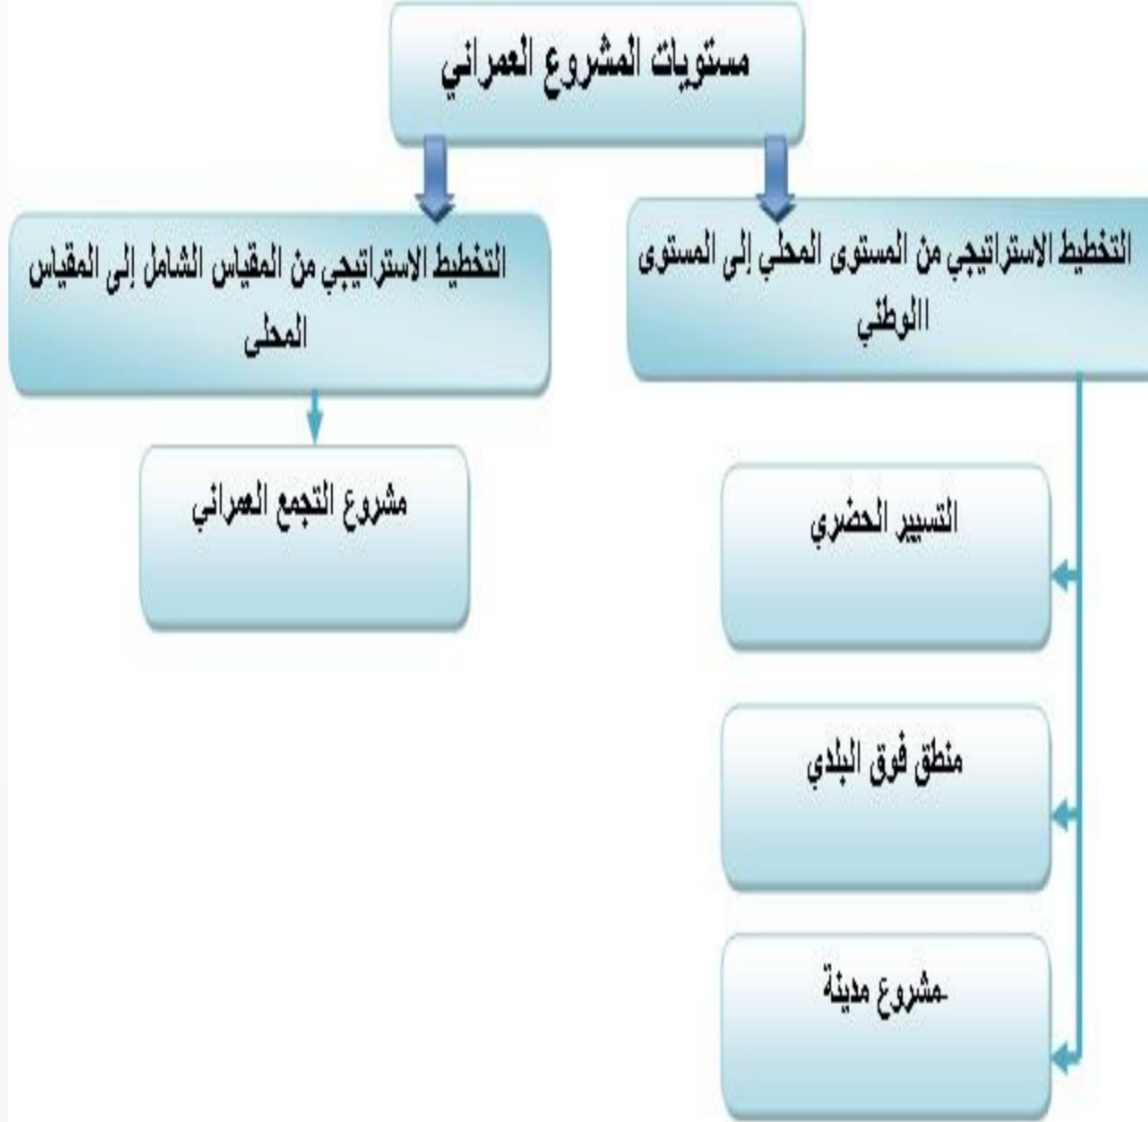 مستويات المشروع العمراني
التخطيط الاستراتيجي من المستوى المحلي إلى المستوى
االوطني
التسيير الحضري
منطق فوق البلدي
-مشروع مدينة
التخطيط الاستراتيجي من المقياس الشامل إلى المقياس
المحلى
مشروع التجمع العمراني